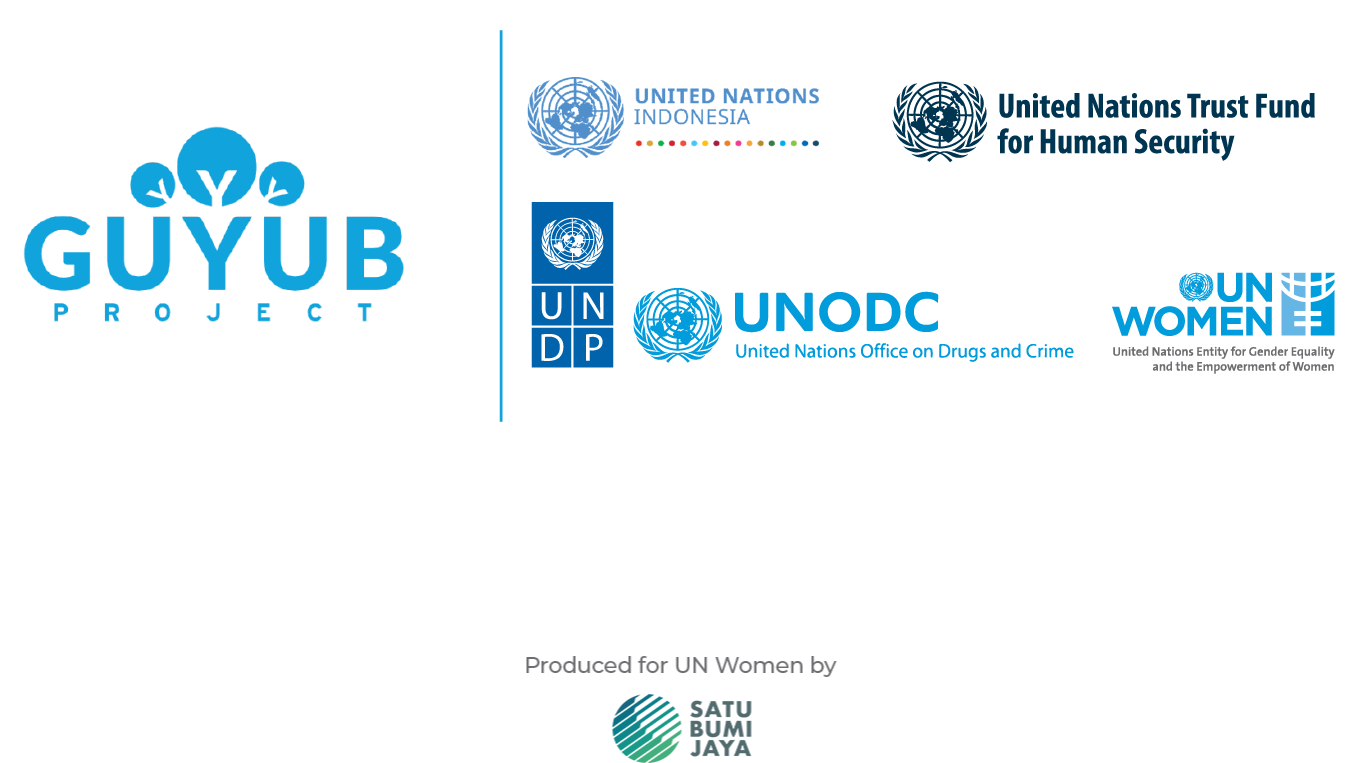 GUYUB
PROJECT
UNITED NATIONS
INDONESIA
United Nations Trust Fund
for Human Security
UN
DP
UNODC
United Nations Office on Drugs and Crime
UN
WOMEN
United Nations Entity for Gender Equality
and the Empowerment of Women
Produced for UN Women by
SATU
BUMI
JAYA